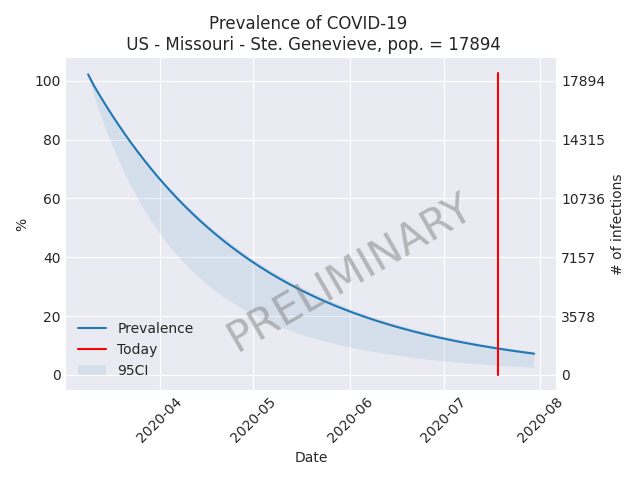 Prevalence of COVID-19
US - Missouri - Ste. Genevieve, pop. = 17894
100
80
60
40
20
0
%
17894
14315
10736
7157
3578
0
# of infections
PRELIMINARY
Prevalence
Today
95CI
2020-04
2020-05
2020-06
2020-07
2020-08
Date